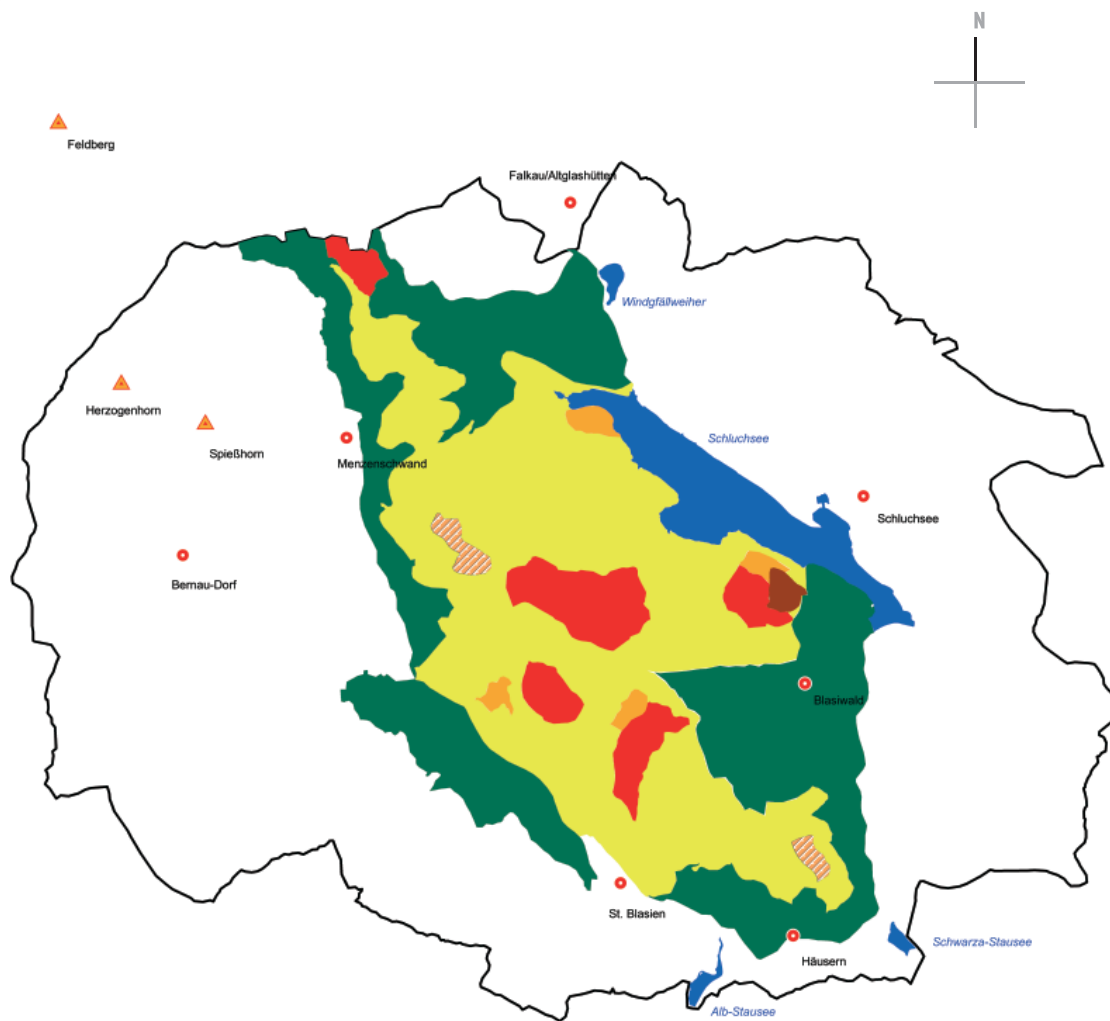 N
Feldberg
Falkau/Altglashütten
Windgfällweiher
Herzogenhorn
Spießhorn
Schluchsee
Menzenschwand
Schluchsee
Bernau-Dorf
Blasiwald
St. Blasien
Schwarza-Stausee
Häusern
Alb-Stausee